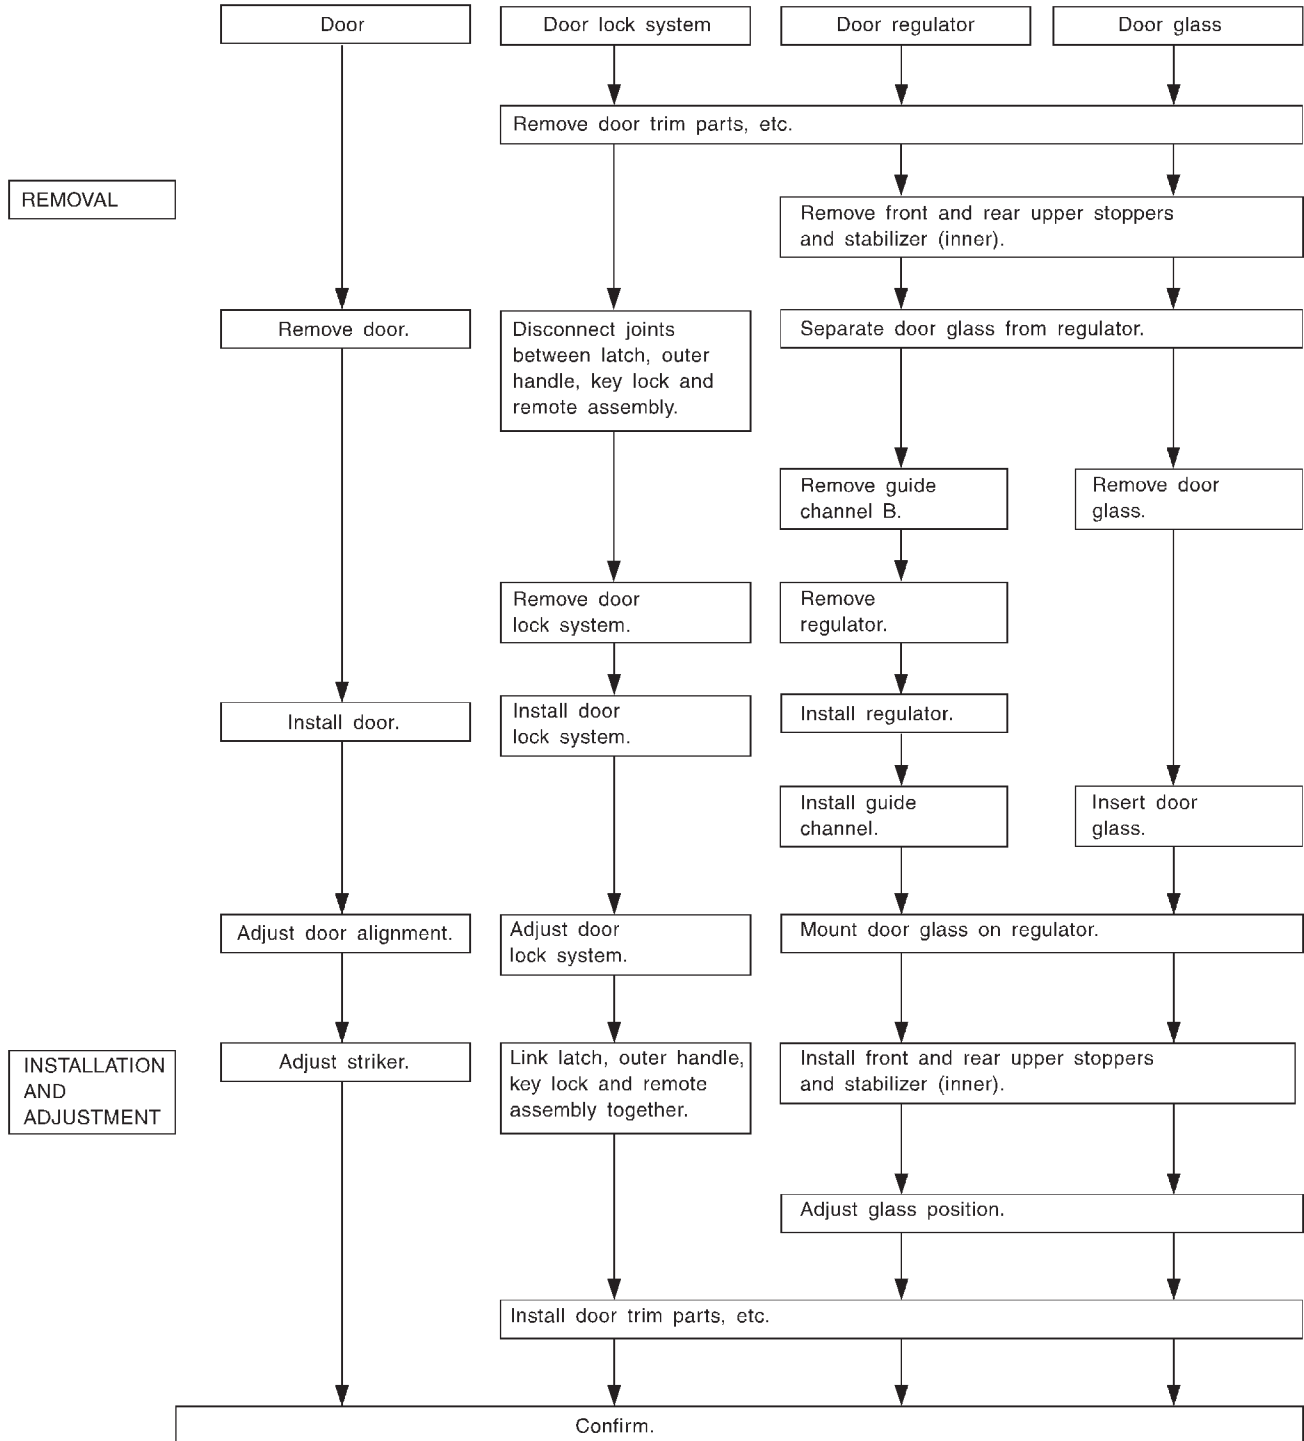 Door
Door lock system
Door regulator
Door glass
Remove door trim parts, etc.
REMOVAL
Remove front and rear upper stoppers
and stabilizer (inner).
Remove door.
Disconnect joints
between latch, outer
handle, key lock and
remote assembly.
Separate door glass from regulator.
Remove guide
channel B.
Remove door
glass.
Remove door
lock system.
Remove
regulator.
Install door.
Install door
lock system.
Install regulator.
Install guide
channel.
Insert door
glass.
Adjust door alignment.
Adjust door
lock system.
Mount door glass on regulator.
INSTALLATION
AND
ADJUSTMENT
Adjust striker.
Link latch, outer handle,
key lock and remote
assembly together.
Install front and rear upper stoppers
and stabilizer (inner).
Adjust glass position.
Install door trim parts, etc.
Confirm.